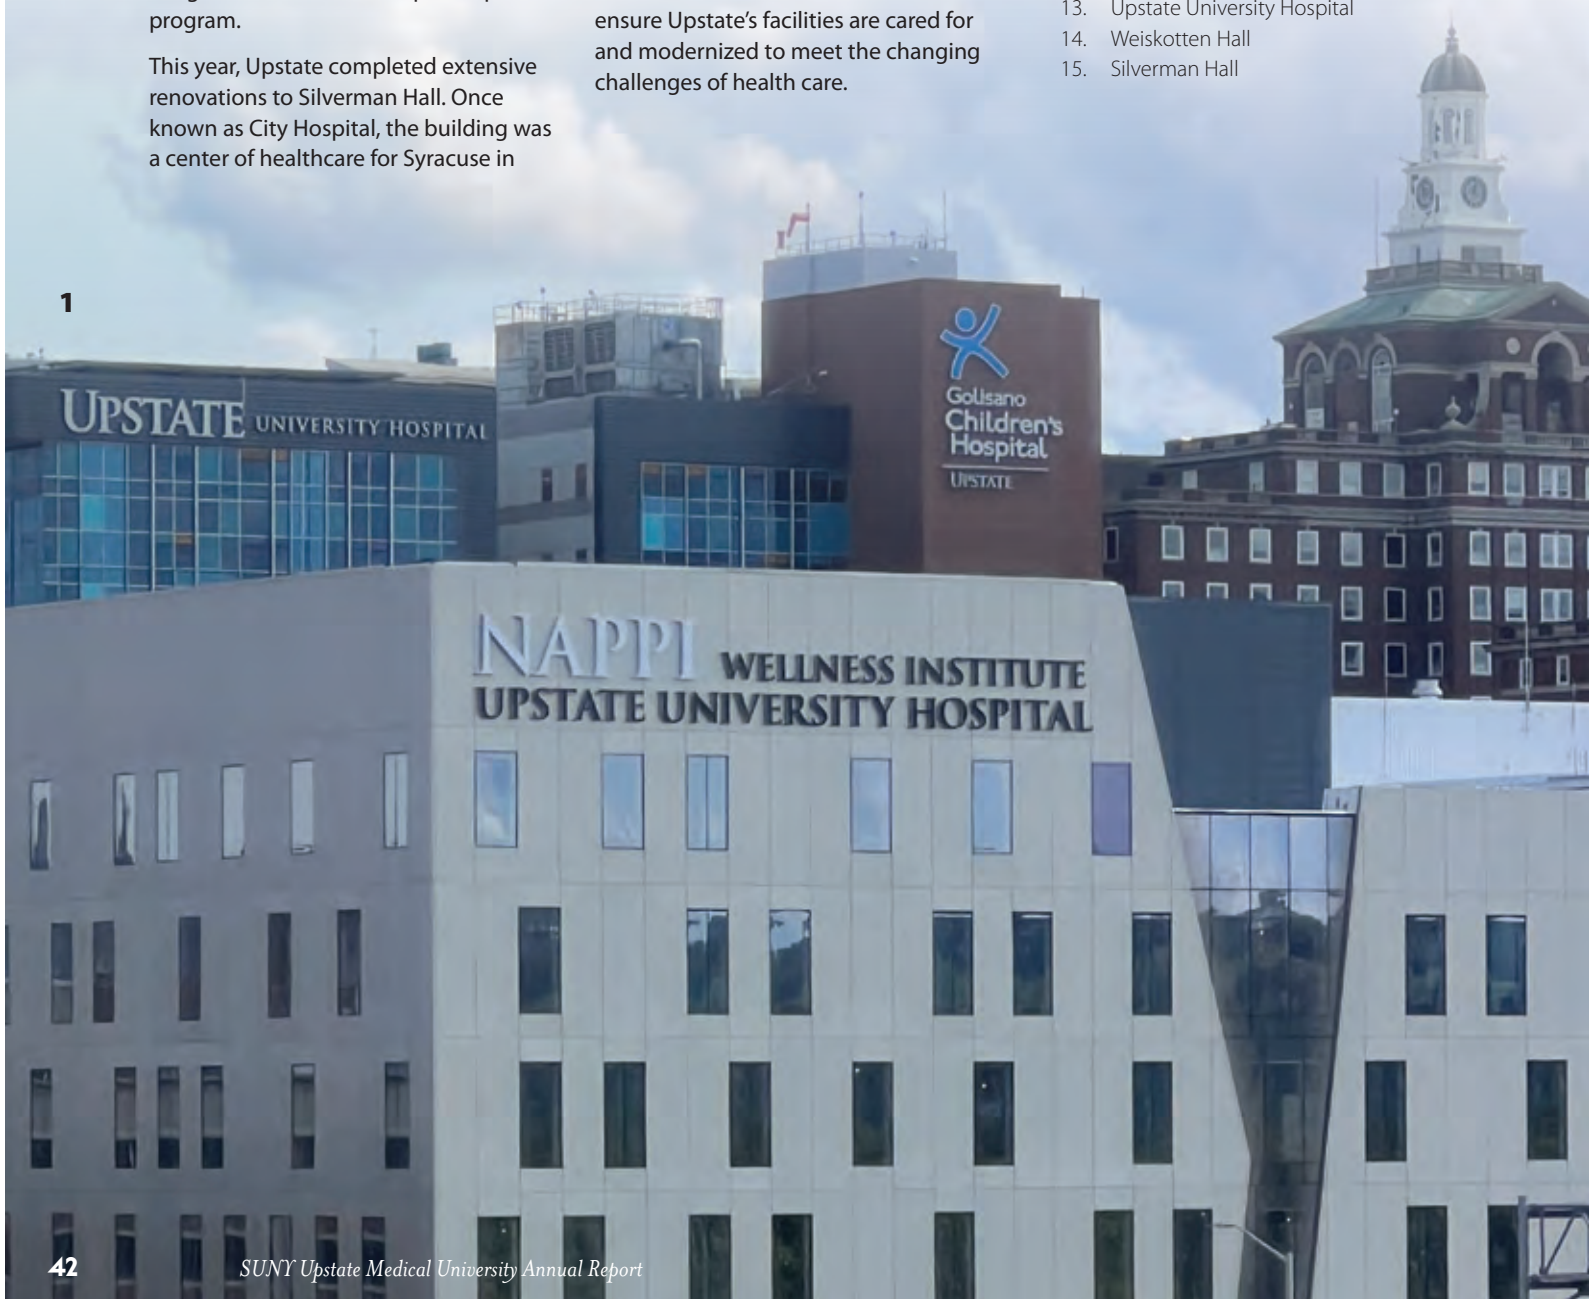 program.
This year, Upstate completed extensive
renovations to Silverman Hall. Once
known as City Hospital, the building was
a center of healthcare for Syracuse in
ensure Upstate’s facilities are cared for
and modernized to meet the changing
challenges of health care.
13. Upstate University Hospital
14. Weiskotten Hall
15. Silverman Hall
1
UPSTATE UNIVERSITY HOSPITAL
Golisano
Children's
Hospital
UPSTATE
NAPPI WELLNESS INSTITUTE
UPSTATE UNIVERSITY HOSPITAL
42 SUNY Upstate Medical University Annual Report